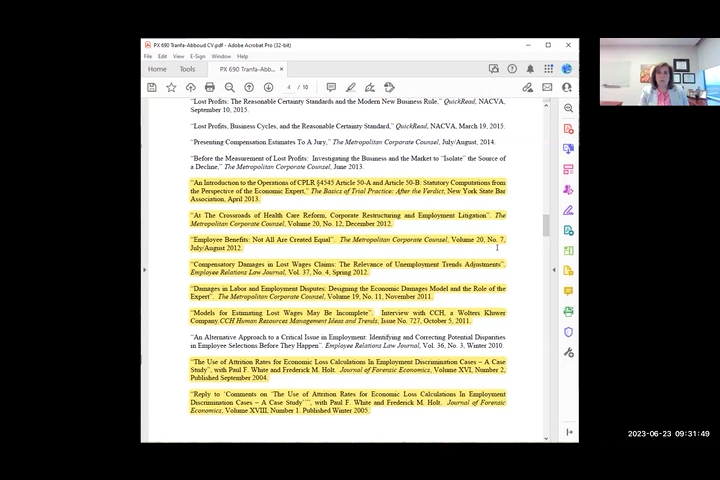 PX 690 Tranfa-Abboud CV.pdf - Adobe Acrobat Pro (32-bit)
File Edit View E-Sign Window Help
Home Tools PX 690 Tranfa-Abb... ×
4 / 10
"Lost Profits: The Reasonable Certainty Standards and the Modern New Business Rule," QuickRead, NACVA,
September 10, 2015.
"Lost Profits, Business Cycles, and the Reasonable Certainty Standard," QuickRead, NACVA, March 19, 2015.
"Presenting Compensation Estimates To A Jury," The Metropolitan Corporate Counsel, July/August, 2014.
"Before the Measurement of Lost Profits: Investigating the Business and the Market to "Isolate" the Source of
a Decline," The Metropolitan Corporate Counsel, June 2013.
"An Introduction to the Operations of CPLR §4545 Article 50-A and Article 50-B: Statutory Computations from
the Perspective of the Economic Expert," The Basics of Trial Practice: After the Verdict, New York State Bar
Association, April 2013.
"At The Crossroads of Health Care Reform, Corporate Restructuring and Employment Litigation". The
Metropolitan Corporate Counsel, Volume 20, No. 12, December 2012.
"Employee Benefits: Not All Are Created Equal". The Metropolitan Corporate Counsel, Volume 20, No. 7,
July/August 2012.
"Compensatory Damages in Lost Wages Claims: The Relevance of Unemployment Trends Adjustments".
Employee Relations Law Journal, Vol. 37, No. 4, Spring 2012.
"Damages in Labor and Employment Disputes: Designing the Economic Damages Model and the Role of the
Expert". The Metropolitan Corporate Counsel, Volume 19, No. 11, November 2011.
"Models for Estimating Lost Wages May Be Incomplete". Interview with CCH, a Wolters Kluwer
Company.CCH Human Resources Management Ideas and Trends, Issue No. 727, October 5, 2011.
"An Alternative Approach to a Critical Issue in Employment: Identifying and Correcting Potential Disparities
in Employee Selections Before They Happen". Employee Relations Law Journal, Vol. 36, No. 3, Winter 2010.
"The Use of Attrition Rates for Economic Loss Calculations In Employment Discrimination Cases – A Case
Study", with Paul F. White and Frederick M. Holt. Journal of Forensic Economics, Volume XVI, Number 2,
Published September 2004.
"Reply to 'Comments on 'The Use of Attrition Rates for Economic Loss Calculations In Employment
Discrimination Cases – A Case Study''", with Paul F. White and Frederick M. Holt. Journal of Forensic
Economics, Volume XVIII, Number 1. Published Winter 2005.
2023-06-23 09:31:49